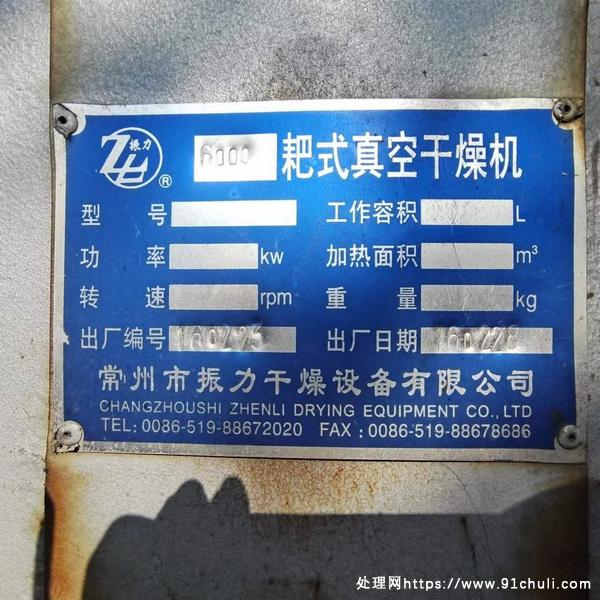 振力 ® 6000 耙式真空干燥机
型 号 工作容积 L
功 率 kw 加热面积 m³
转 速 rpm 重 量 kg
出厂编号 160225 出厂日期 160228
常州市振力干燥设备有限公司
CHANGZHOUSHI ZHENLI DRYING EQUIPMENT CO., LTD
TEL: 0086-519-88672020 FAX: 0086-519-88678686
处理网https://www.91chuli.com/